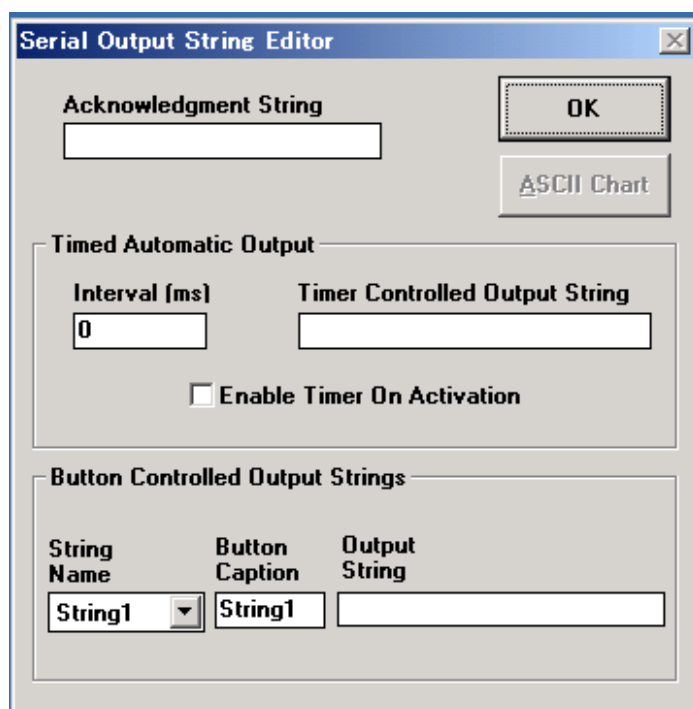 Serial Output String Editor
Acknowledgment String
OK
ASCII Chart
Timed Automatic Output
Interval (ms)
Timer Controlled Output String
0
Enable Timer On Activation
Button Controlled Output Strings
String
Name
Button
Caption
Output
String
String1
String1